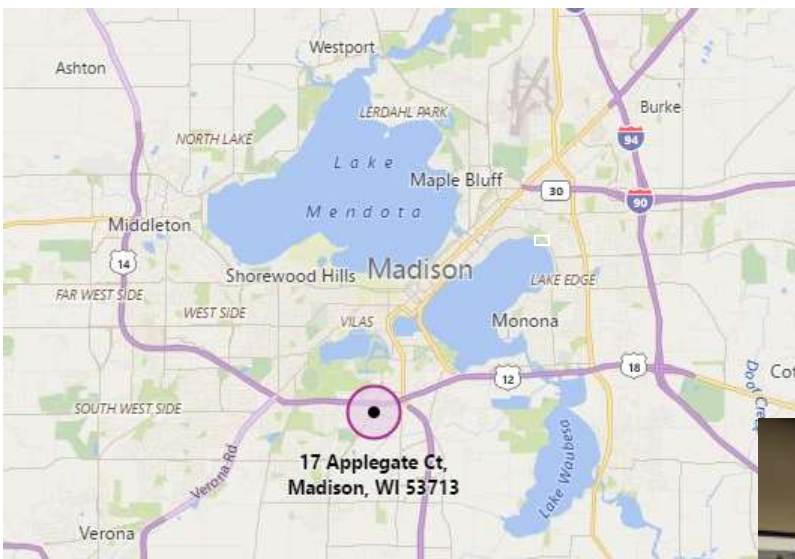 Westport
Ashton
LERDAHL PARK
Burke
NORTH LAKE
94
Lake
Maple Bluff
30
90
Mendota
Middleton
14
Shorewood Hills
Madison
LAKE EDGE
FAR WEST SIDE
WEST SIDE
VILAS
Monona
18
12
Cot
SOUTH WEST SIDE
17 Applegate Ct,
Madison, WI 53713
Verona Rd
Lake Waubesa
Verona